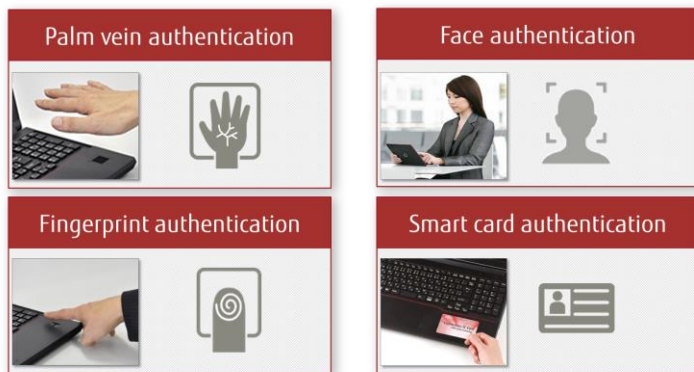 Palm vein authentication
Face authentication
Fingerprint authentication
Smart card authentication